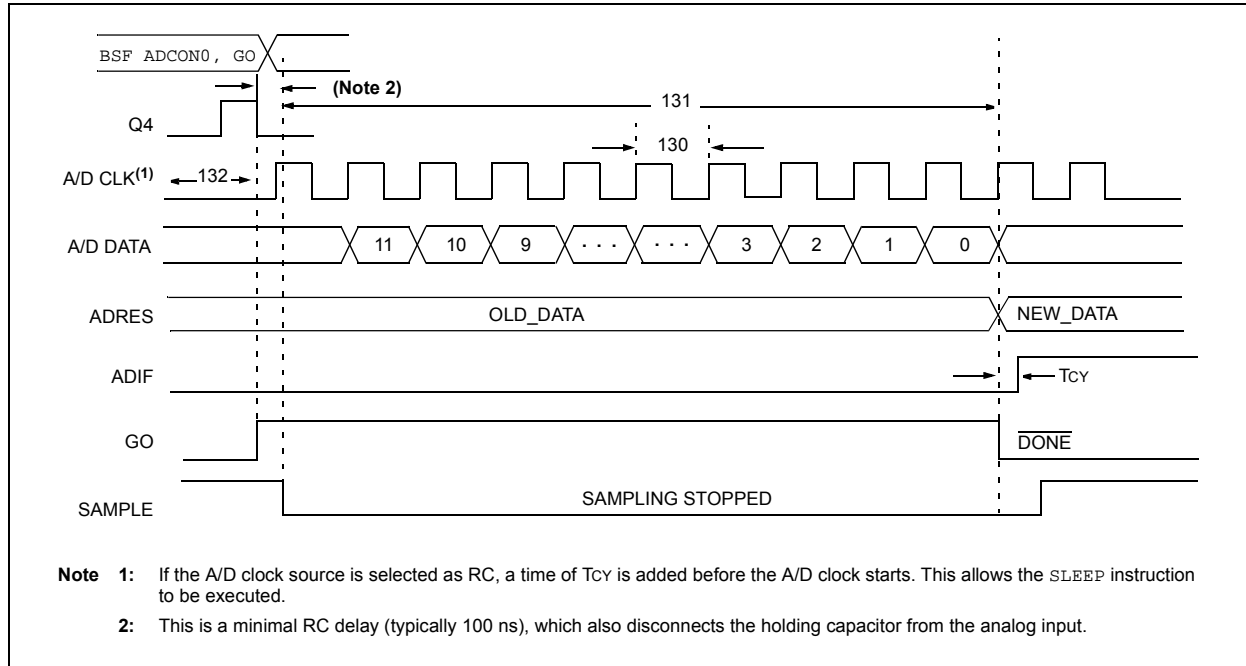 BSF ADCON0, GO
(Note 2)
131
Q4
130
A/D CLK(1)
132
A/D DATA
11 10 9 . . . . . . 3 2 1 0
ADRES
OLD_DATA
NEW_DATA
ADIF
TCY
GO
DONE
SAMPLE
SAMPLING STOPPED
Note 1: If the A/D clock source is selected as RC, a time of TCY is added before the A/D clock starts. This allows the SLEEP instruction
to be executed.
2: This is a minimal RC delay (typically 100 ns), which also disconnects the holding capacitor from the analog input.